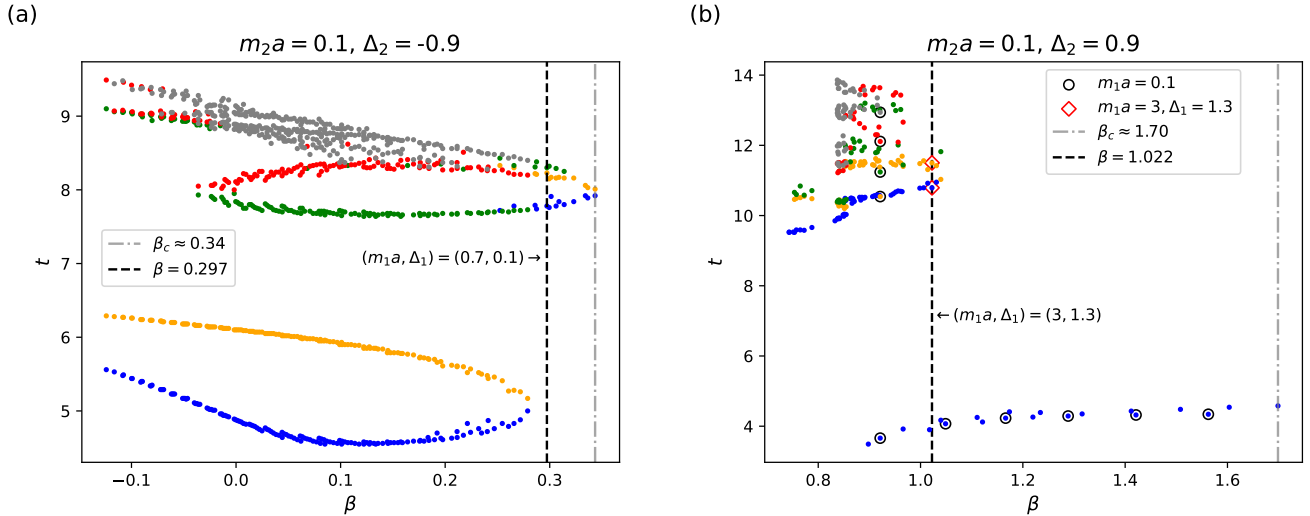 (a)
m₂a = 0.1, Δ₂ = -0.9
9
8
7
6
5
t
β_c ≈ 0.34
β = 0.297
(m₁a, Δ₁) = (0.7, 0.1) →
−0.1 0.0 0.1 0.2 0.3
β
(b)
m₂a = 0.1, Δ₂ = 0.9
14
12
10
8
6
4
t
m₁a = 0.1
m₁a = 3, Δ₁ = 1.3
β_c ≈ 1.70
β = 1.022
← (m₁a, Δ₁) = (3, 1.3)
0.8 1.0 1.2 1.4 1.6
β